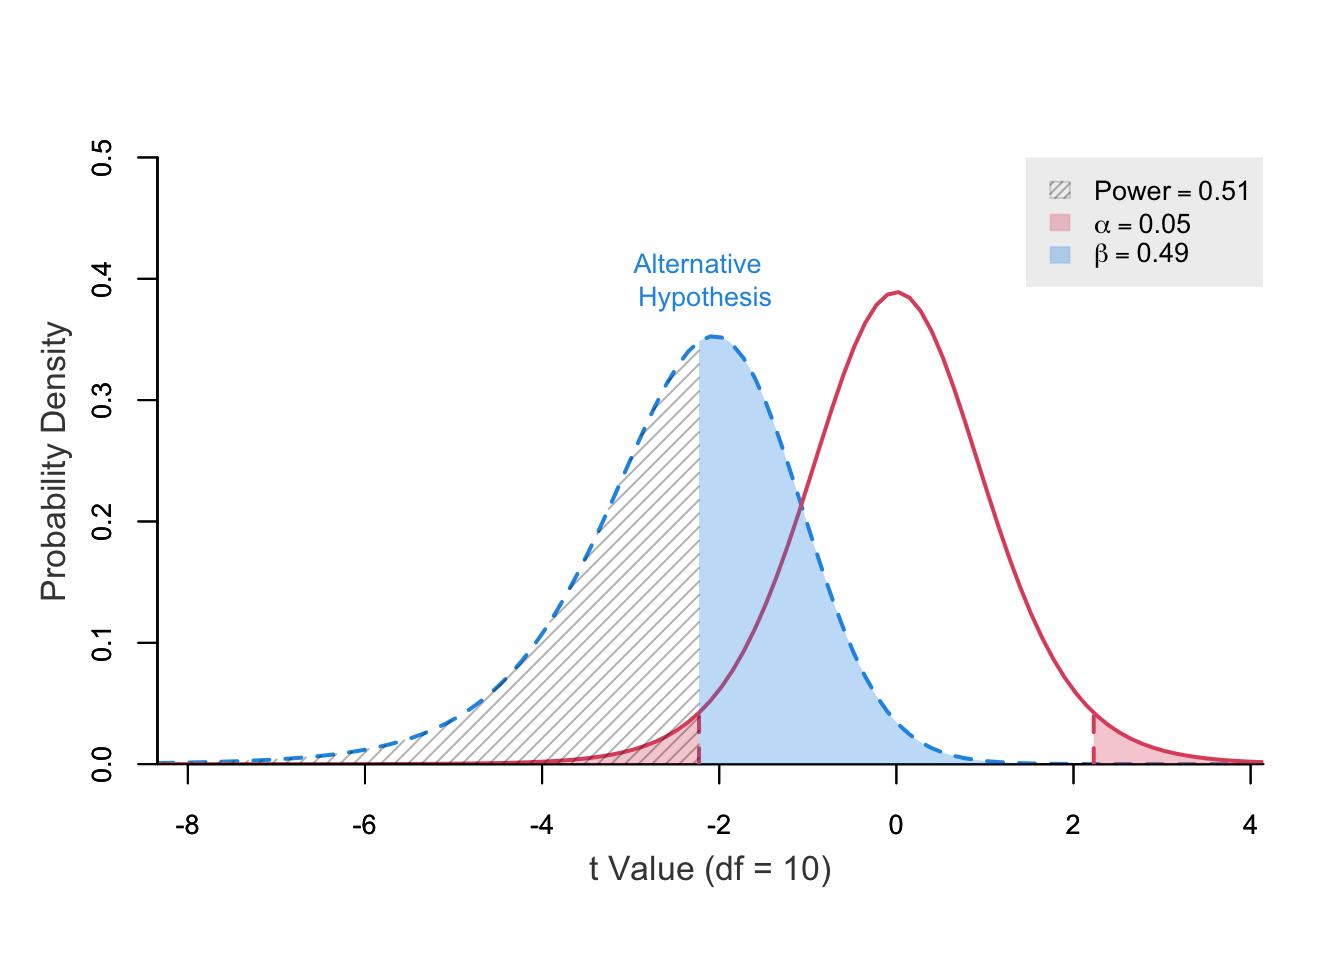 Power = 0.51
α = 0.05
β = 0.49
Alternative
Hypothesis
Probability Density
0.5
0.4
0.3
0.2
0.1
0.0
-8 -6 -4 -2 0 2 4
t Value (df = 10)